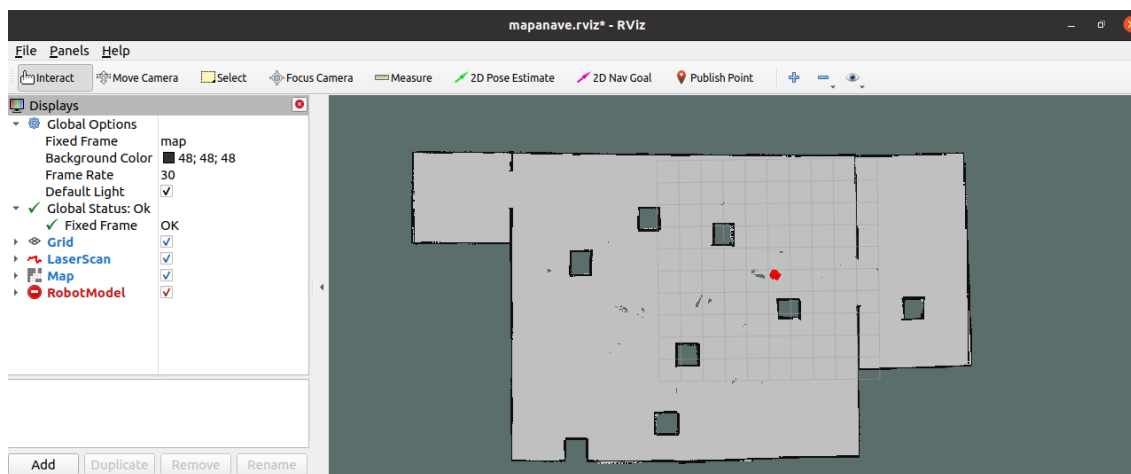 mapanave.rviz* - RViz
File Panels Help
Interact Move Camera Select Focus Camera Measure 2D Pose Estimate 2D Nav Goal Publish Point
Displays
Global Options
Fixed Frame map
Background Color 48; 48; 48
Frame Rate 30
Default Light
Global Status: Ok
Fixed Frame OK
Grid
LaserScan
Map
RobotModel
Add Duplicate Remove Rename